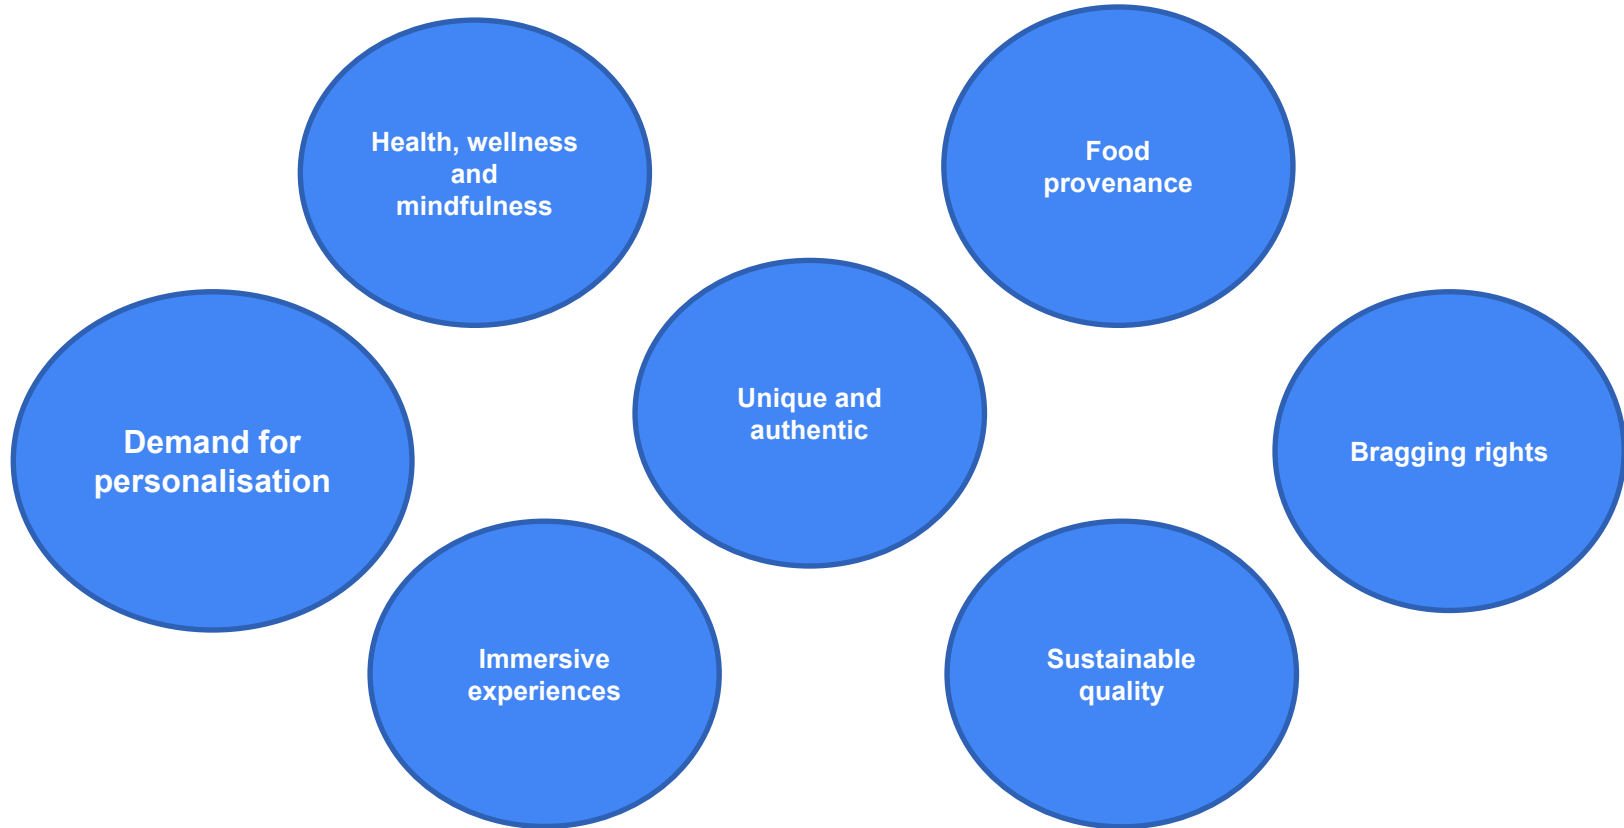 Health, wellness
and
mindfulness
Food
provenance
Unique and
authentic
Demand for
personalisation
Bragging rights
Immersive
experiences
Sustainable
quality